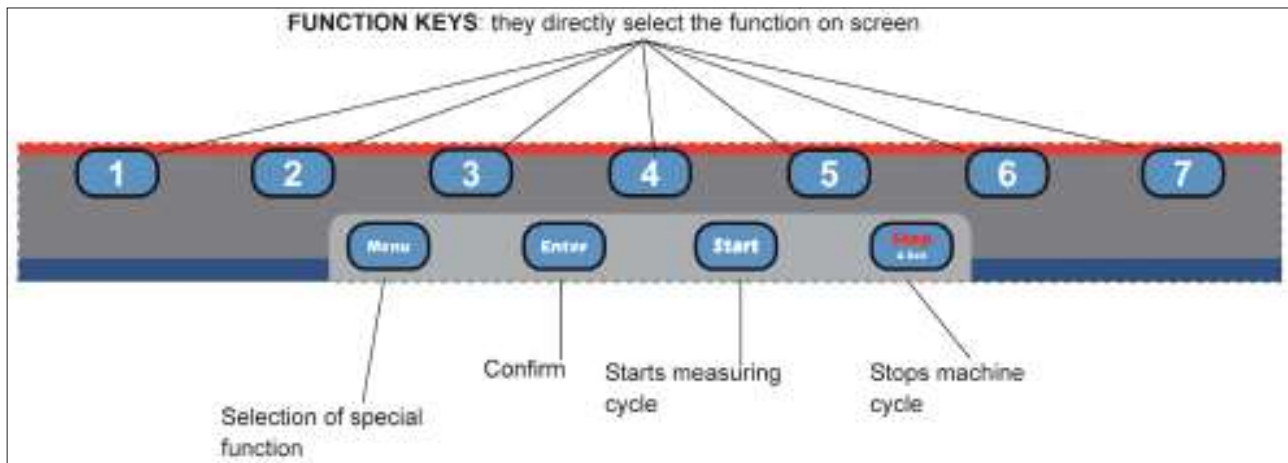 FUNCTION KEYS: they directly select the function on screen
1 2 3 4 5 6 7
Menu Enter Start Stop
Confirm
Starts measuring
cycle
Stops machine
cycle
Selection of special
function